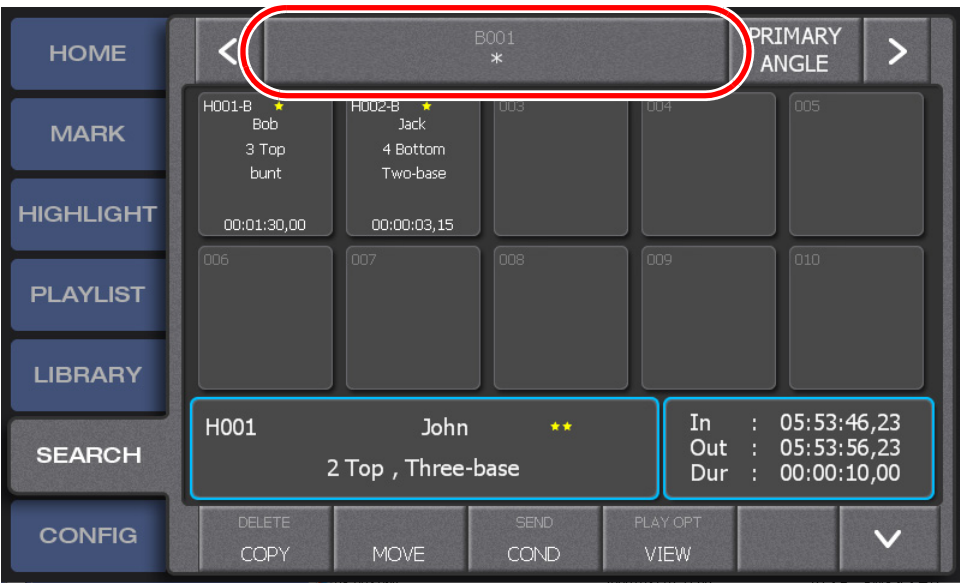 HOME
MARK
HIGHLIGHT
PLAYLIST
LIBRARY
SEARCH
CONFIG
<
B001
*
PRIMARY
ANGLE
>
H001-B ★
Bob
3 Top
bunt
00:01:30,00
H002-B ★
Jack
4 Bottom
Two-base
00:00:03,15
003
004
005
006
007
008
009
010
H001 John ★★
2 Top , Three-base
In : 05:53:46,23
Out : 05:53:56,23
Dur : 00:00:10,00
DELETE
COPY
MOVE
SEND
COND
PLAY OPT
VIEW